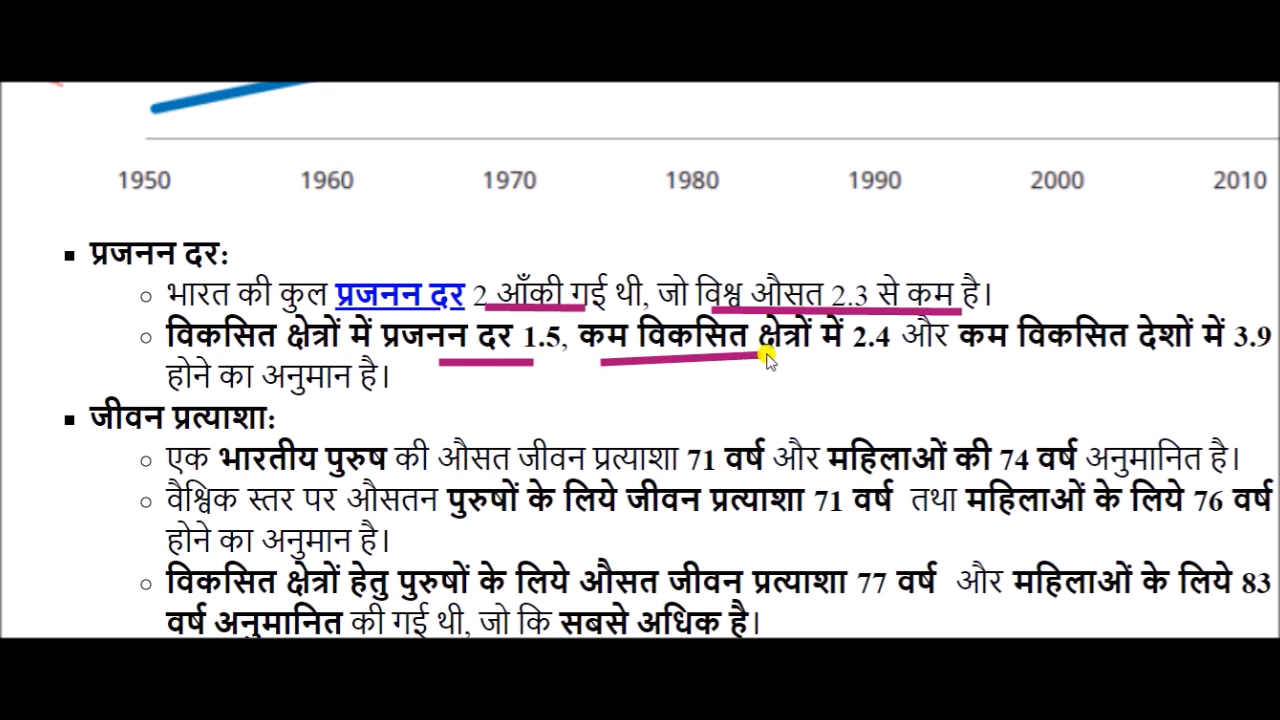 1950 1960 1970 1980 1990 2000 2010
▪ प्रजनन दर:
○ भारत की कुल प्रजनन दर 2 आँकी गई थी, जो विश्व औसत 2.3 से कम है।
○ विकसित क्षेत्रों में प्रजनन दर 1.5, कम विकसित क्षेत्रों में 2.4 और कम विकसित देशों में 3.9
होने का अनुमान है।
▪ जीवन प्रत्याशा:
○ एक भारतीय पुरुष की औसत जीवन प्रत्याशा 71 वर्ष और महिलाओं की 74 वर्ष अनुमानित है।
○ वैश्विक स्तर पर औसतन पुरुषों के लिये जीवन प्रत्याशा 71 वर्ष तथा महिलाओं के लिये 76 वर्ष
होने का अनुमान है।
○ विकसित क्षेत्रों हेतु पुरुषों के लिये औसत जीवन प्रत्याशा 77 वर्ष और महिलाओं के लिये 83
वर्ष अनुमानित की गई थी, जो कि सबसे अधिक है।